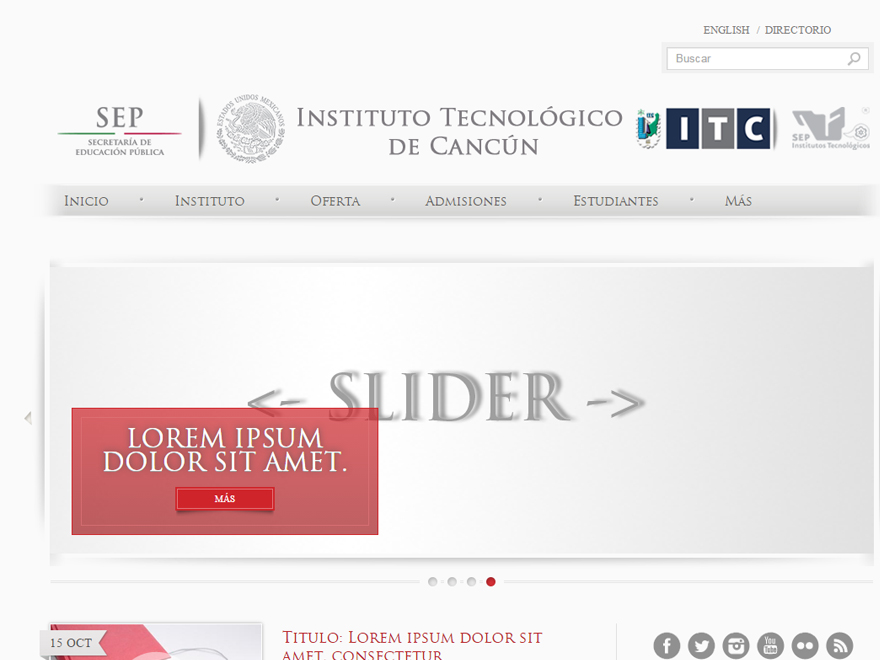 ENGLISH / DIRECTORIO
Buscar
SEP
SECRETARÍA DE
EDUCACIÓN PÚBLICA
ESTADOS UNIDOS MEXICANOS
INSTITUTO TECNOLÓGICO
DE CANCÚN
ITC
SEP
Institutos Tecnológicos
INICIO
INSTITUTO
OFERTA
ADMISIONES
ESTUDIANTES
MÁS
<- SLIDER ->
LOREM IPSUM
DOLOR SIT AMET.
MÁS
15 OCT
TITULO: LOREM IPSUM DOLOR SIT
AMET, CONSECTETUR
You
Tube